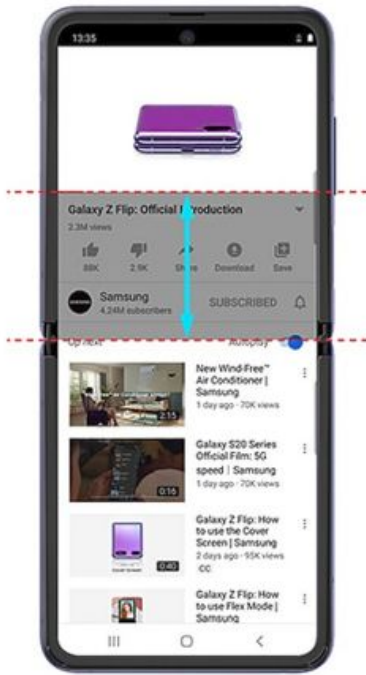 13:35
Galaxy Z Flip: Official Introduction
2.3M views
88K 2.9K Share Download Save
Samsung
4.24M subscribers
SUBSCRIBED
Up next
Autoplay
New Wind-Free™
Air Conditioner |
Samsung
1 day ago · 70K views
2:15
Galaxy S20 Series
Official Film: 5G
speed | Samsung
1 day ago · 70K views
0:16
Galaxy Z Flip: How
to use the Cover
Screen | Samsung
2 days ago · 95K views
CC
Cover Screen
0:40
Galaxy Z Flip: How
to use Flex Mode |
Samsung